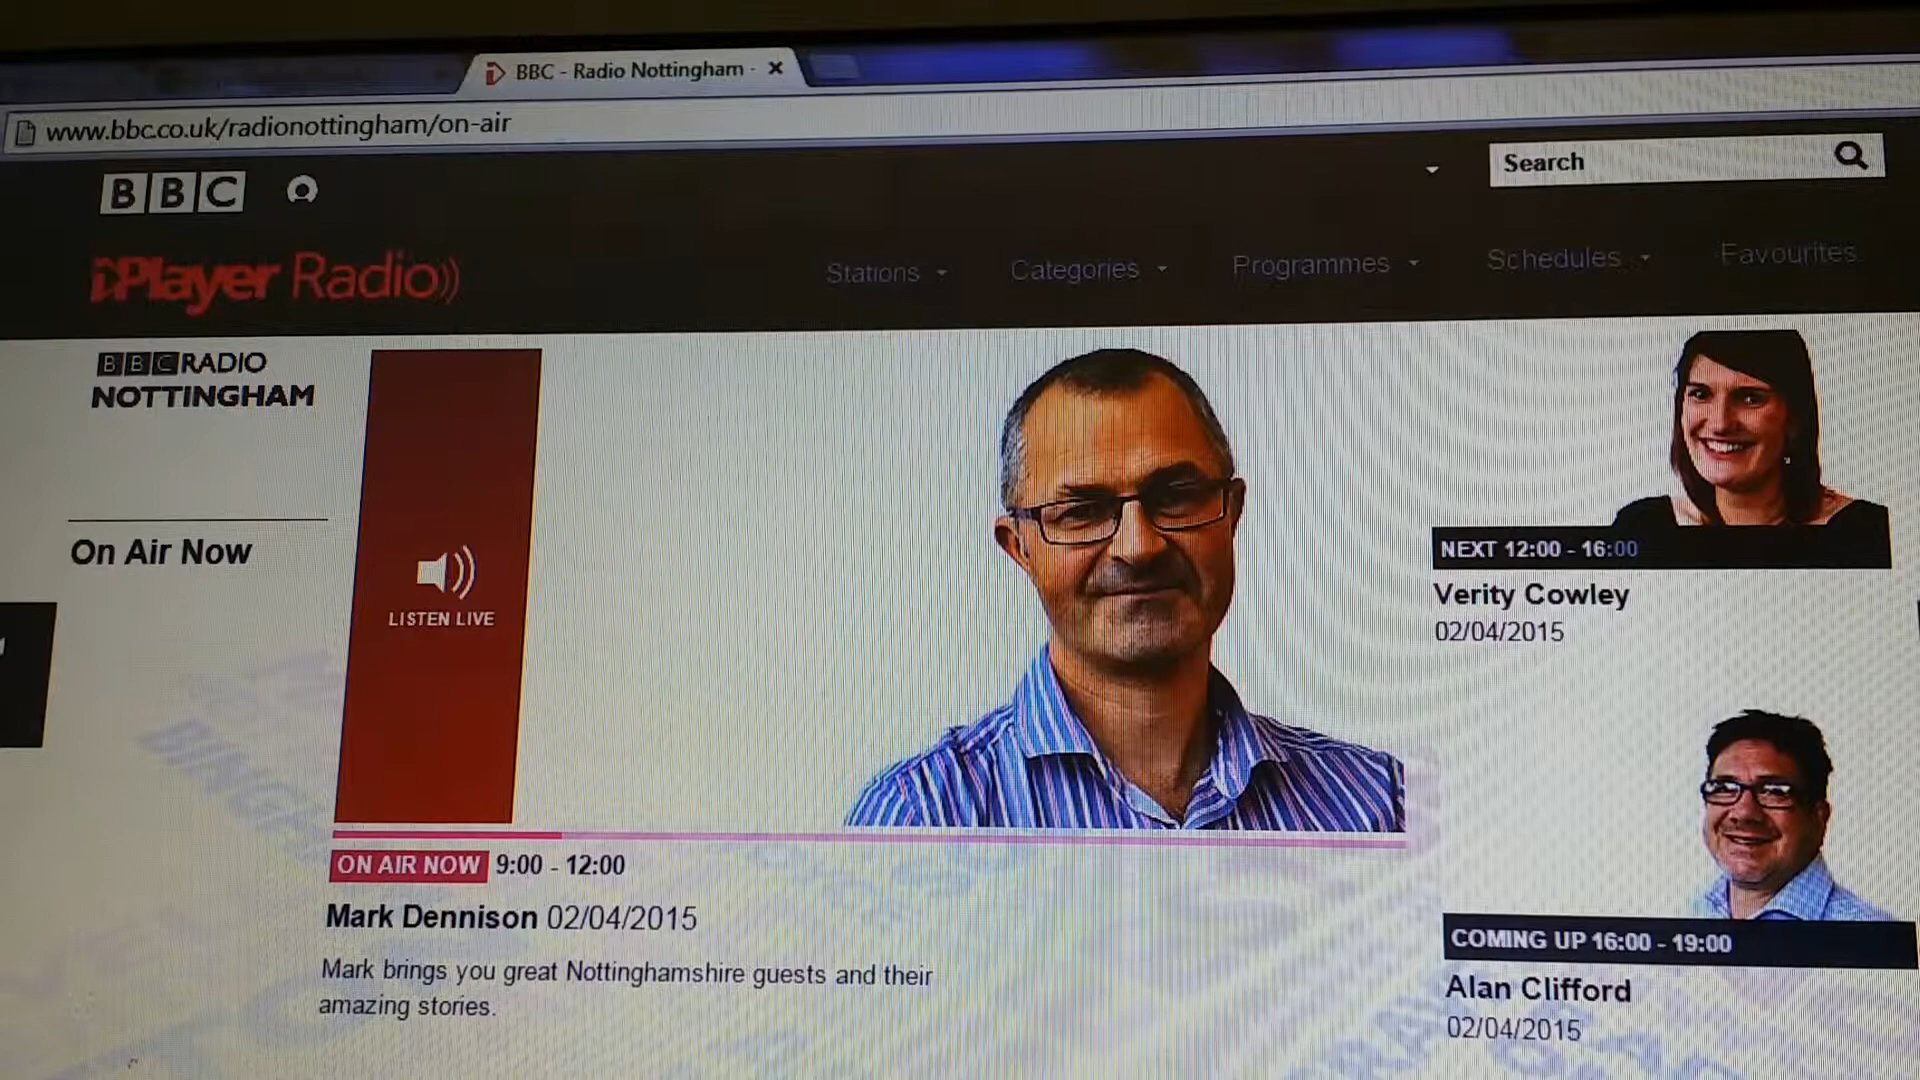 BBC - Radio Nottingham -
www.bbc.co.uk/radionottingham/on-air
BBC
Search
iPlayer Radio
Stations
Categories
Programmes
Schedules
Favourites
BBC RADIO
NOTTINGHAM
On Air Now
LISTEN LIVE
ON AIR NOW 9:00 - 12:00
Mark Dennison 02/04/2015
Mark brings you great Nottinghamshire guests and their
amazing stories.
NEXT 12:00 - 16:00
Verity Cowley
02/04/2015
COMING UP 16:00 - 19:00
Alan Clifford
02/04/2015